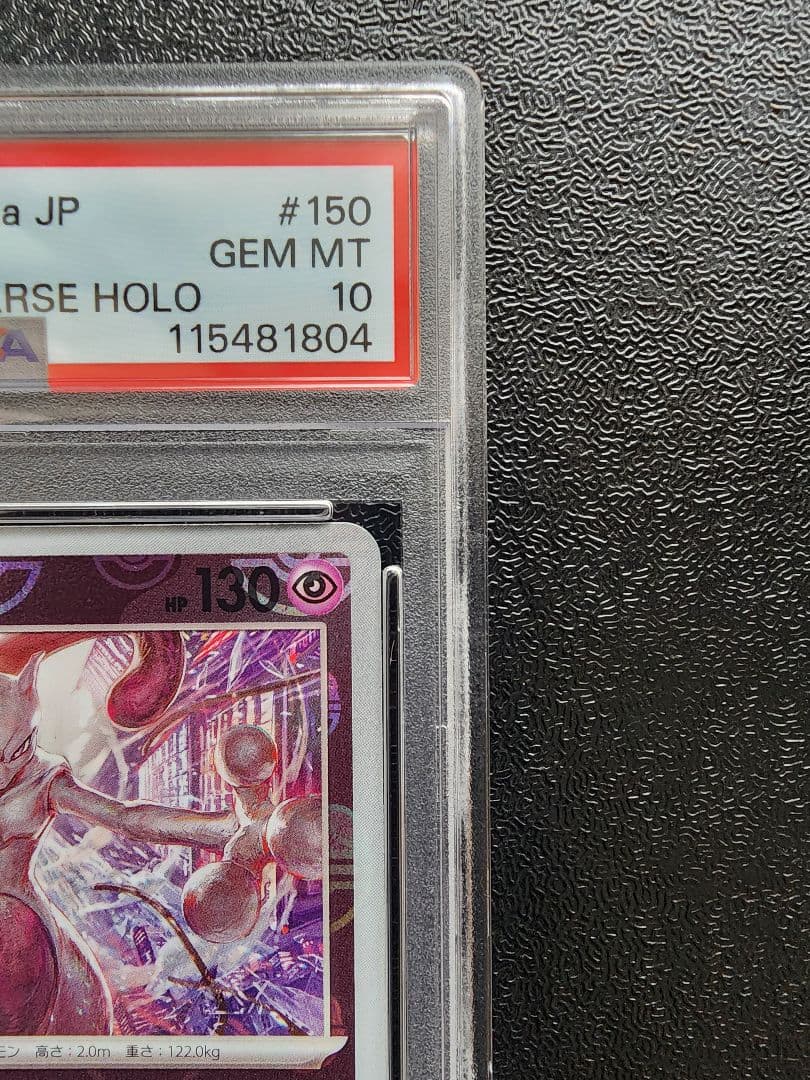 a JP #150
GEM MT
RSE HOLO 10
A 115481804
HP 130
モン 高さ：2.0m 重さ：122.0kg